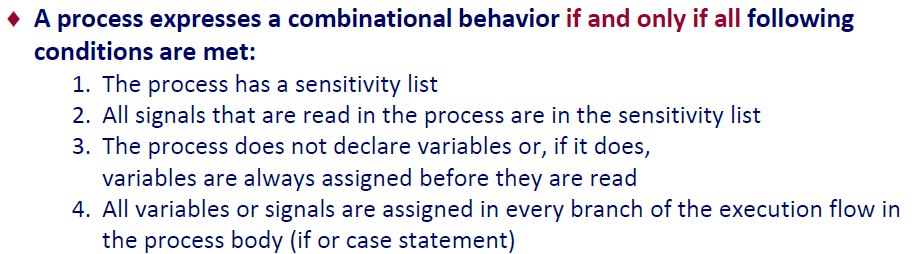 ♦ A process expresses a combinational behavior if and only if all following
conditions are met:
1. The process has a sensitivity list
2. All signals that are read in the process are in the sensitivity list
3. The process does not declare variables or, if it does,
variables are always assigned before they are read
4. All variables or signals are assigned in every branch of the execution flow in
the process body (if or case statement)